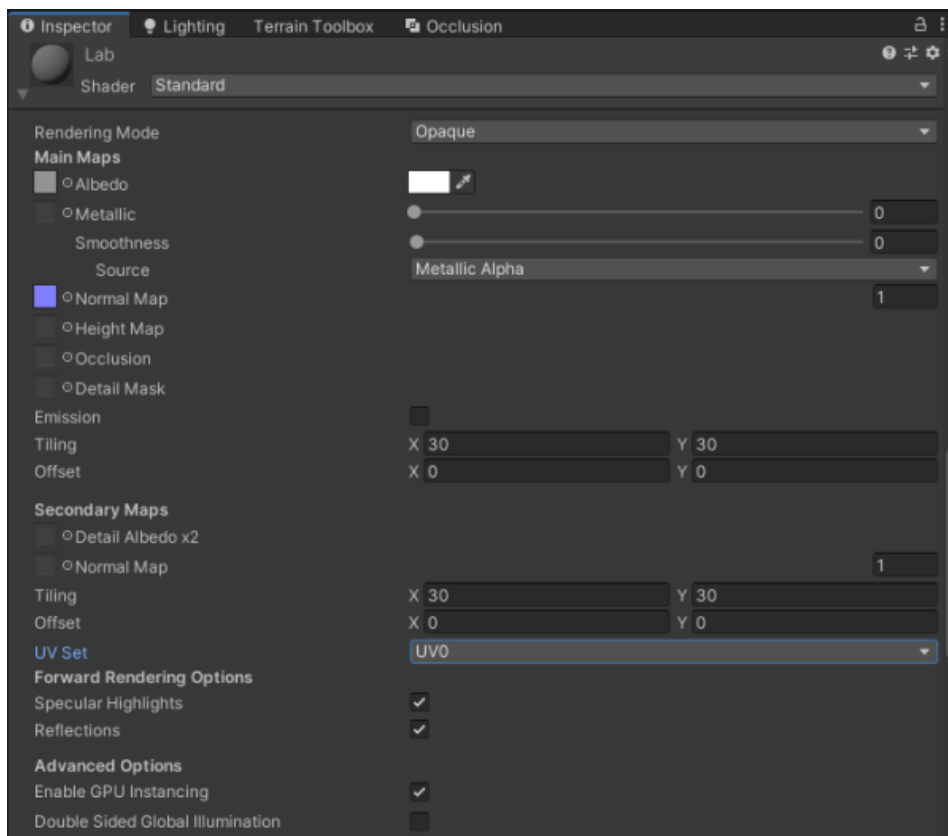 Inspector Lighting Terrain Toolbox Occlusion
Lab
Shader Standard
Rendering Mode Opaque
Main Maps
Albedo
Metallic 0
Smoothness 0
Source Metallic Alpha
Normal Map 1
Height Map
Occlusion
Detail Mask
Emission
Tiling X 30 Y 30
Offset X 0 Y 0
Secondary Maps
Detail Albedo x2
Normal Map 1
Tiling X 30 Y 30
Offset X 0 Y 0
UV Set UV0
Forward Rendering Options
Specular Highlights
Reflections
Advanced Options
Enable GPU Instancing
Double Sided Global Illumination